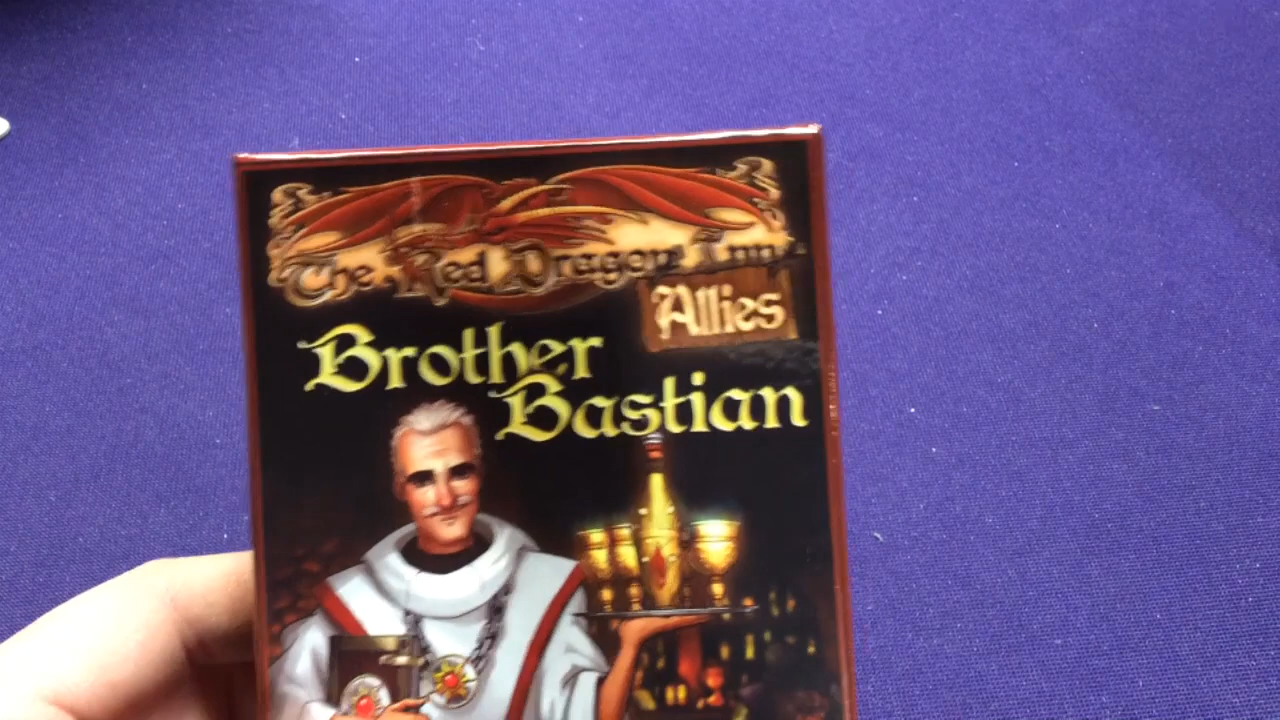 The Red Dragon Inn
Allies
Brother
Bastian